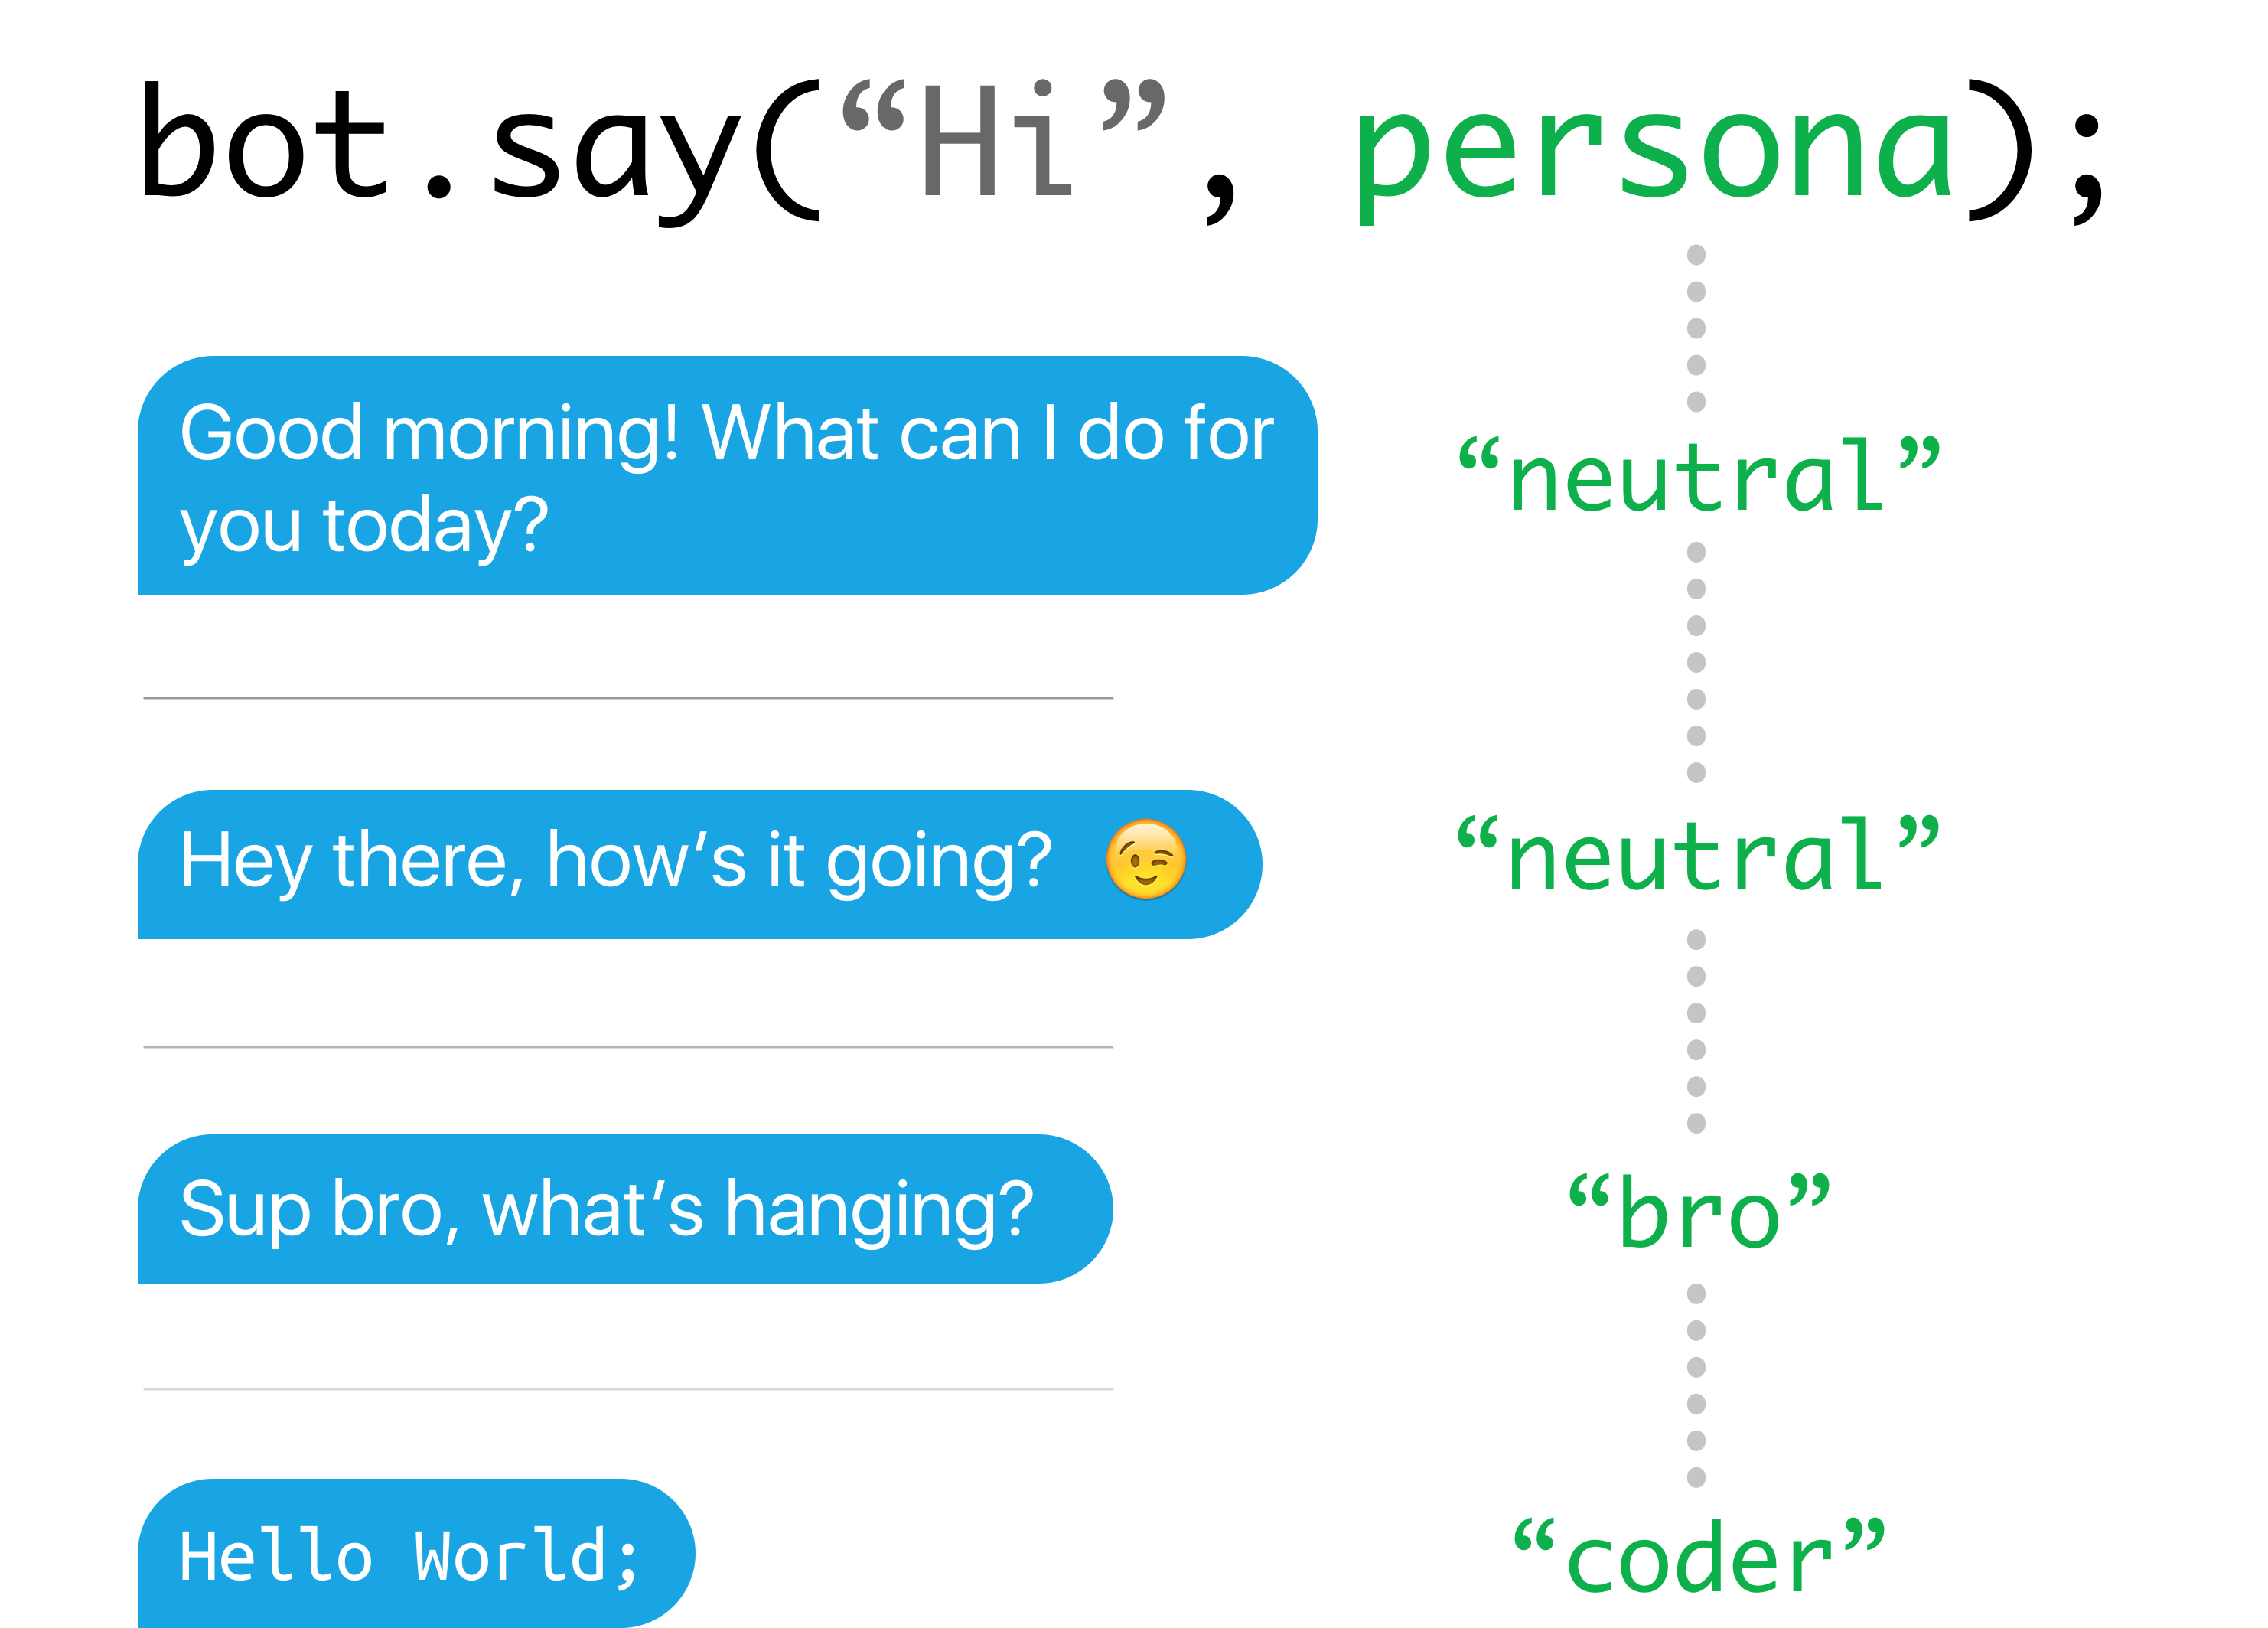 bot.say(“Hi”, persona);
Good morning! What can I do for
you today?
“neutral”
Hey there, how’s it going? 😉
“neutral”
Sup bro, what’s hanging?
“bro”
Hello World;
“coder”